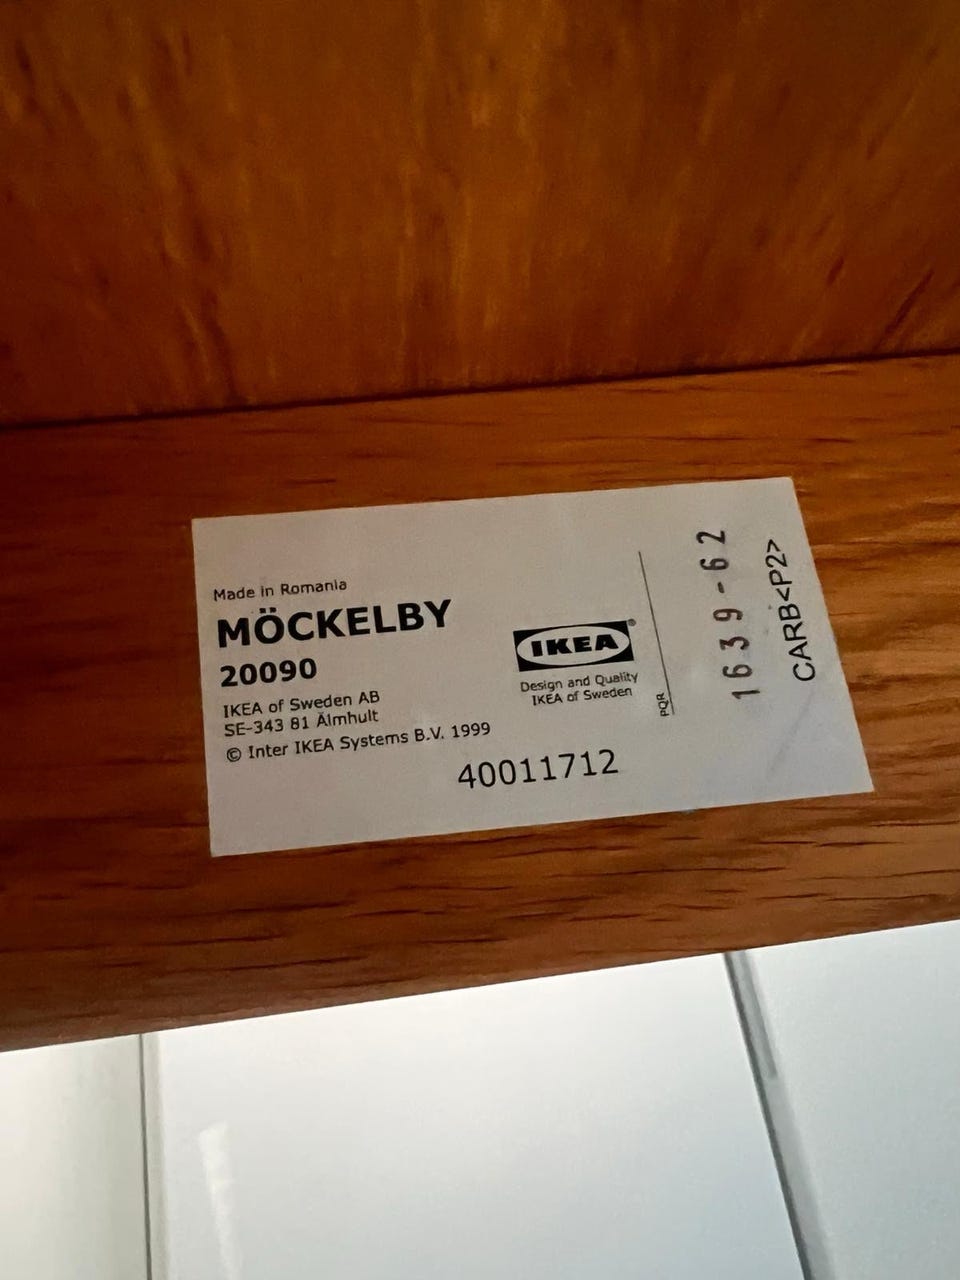 Made in Romania
MÖCKELBY
20090
IKEA of Sweden AB
SE-343 81 Älmhult
© Inter IKEA Systems B.V. 1999
IKEA®
Design and Quality
IKEA of Sweden
40011712
PQR
1639-62
CARB<P2>